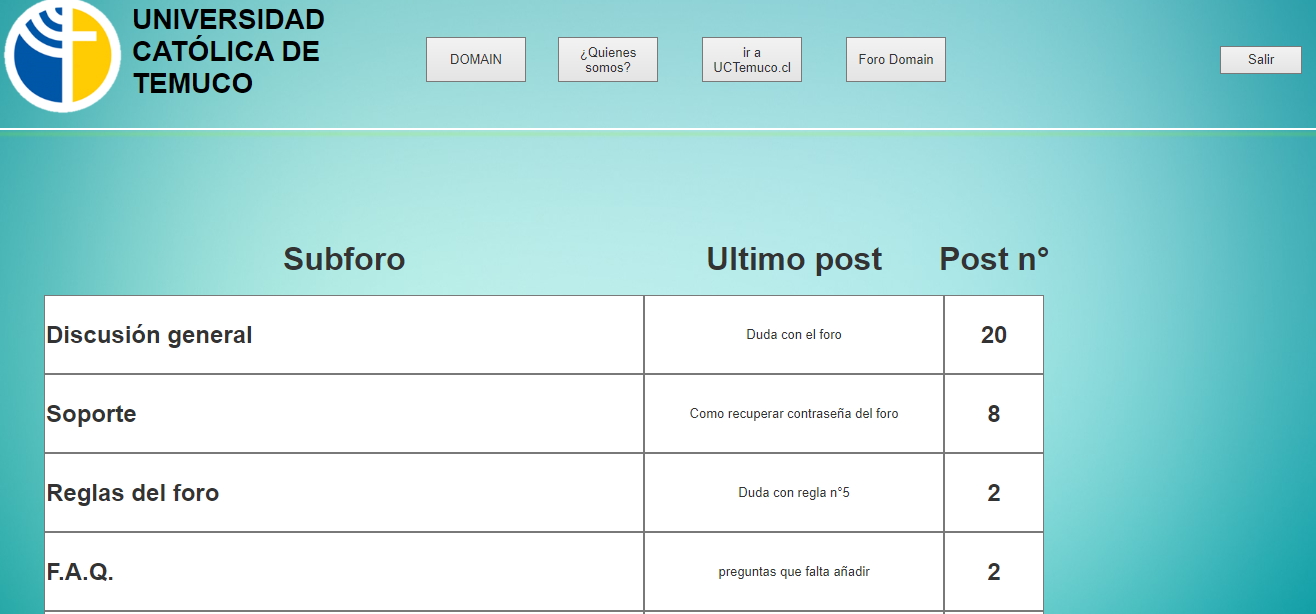 UNIVERSIDAD
CATÓLICA DE
TEMUCO
DOMAIN
¿Quienes
somos?
ir a
UCTemuco.cl
Foro Domain
Salir
Subforo Ultimo post Post n°
Discusión general Duda con el foro 20
Soporte Como recuperar contraseña del foro 8
Reglas del foro Duda con regla n°5 2
F.A.Q. preguntas que falta añadir 2